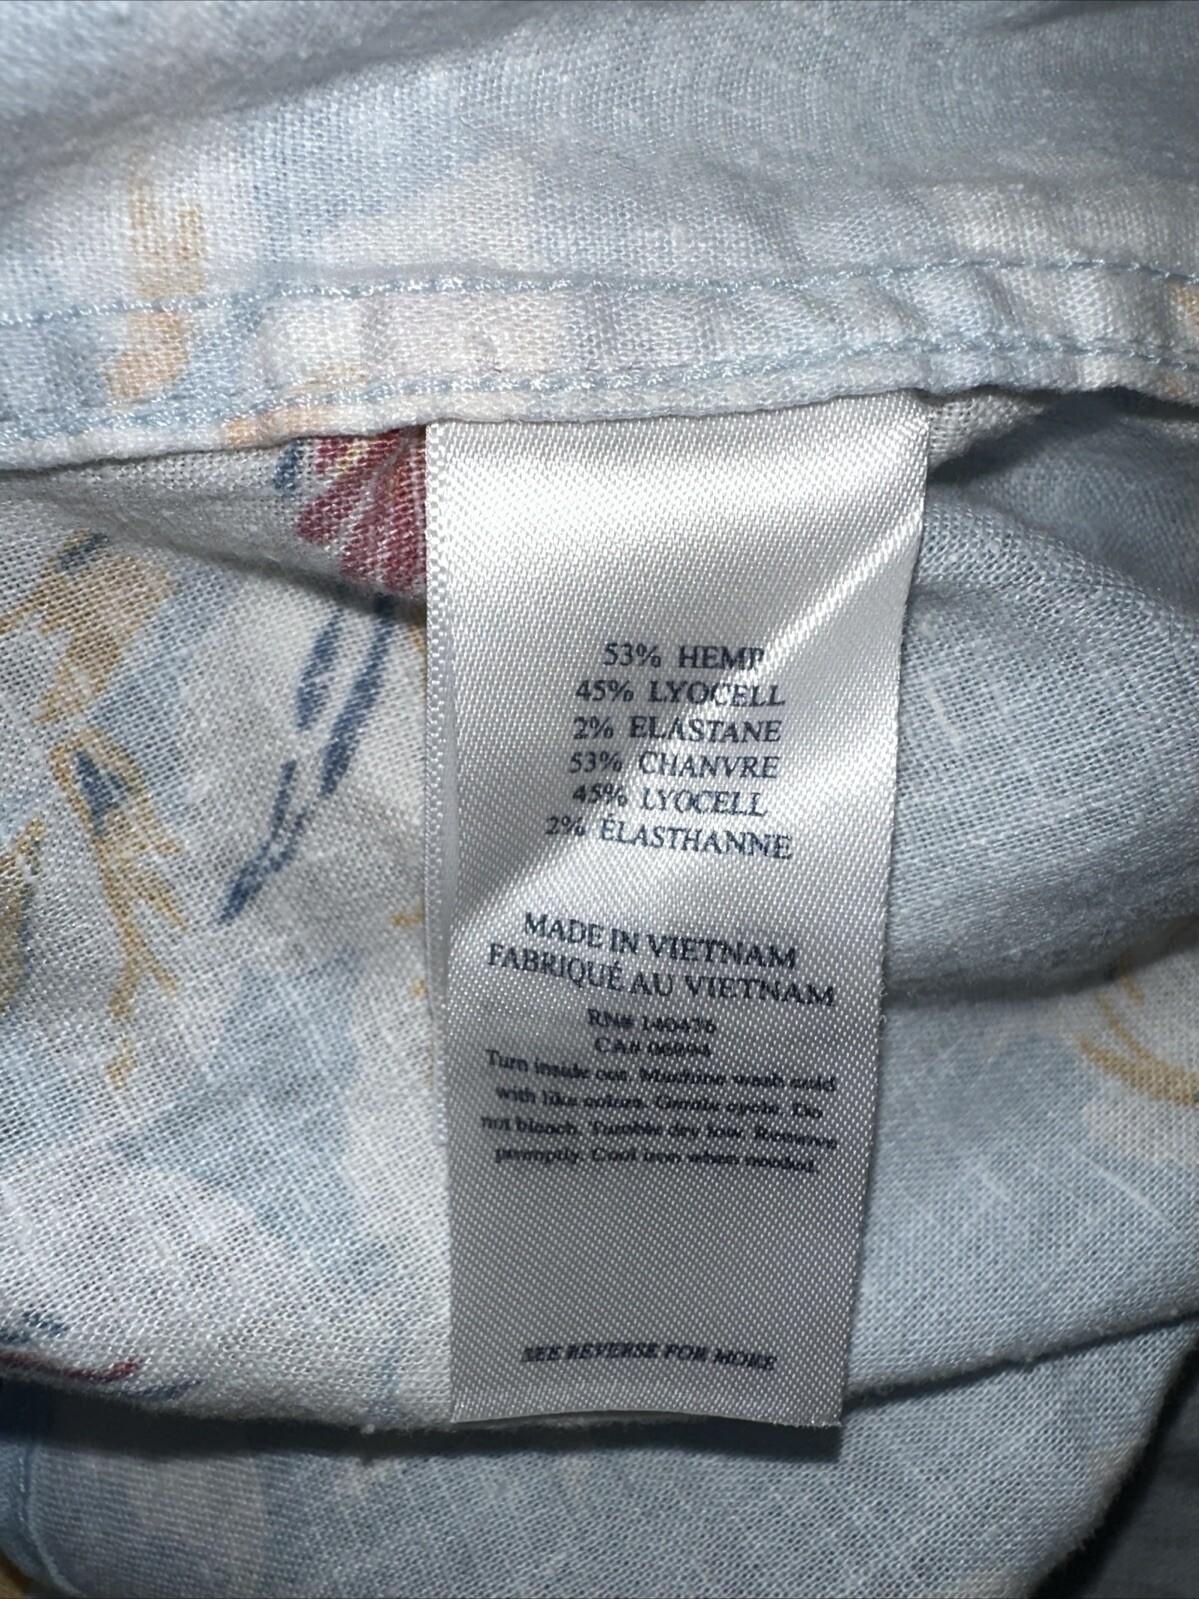 53% HEMP
45% LYOCELL
2% ELASTANE
53% CHANVRE
45% LYOCELL
2% ÉLASTHANNE
MADE IN VIETNAM
FABRIQUÉ AU VIETNAM
RN# 140476
CA# 06894
Turn inside out. Machine wash cold
with like colors. Gentle cycle. Do
not bleach. Tumble dry low. Remove
promptly. Cool iron when needed.
SEE REVERSE FOR MORE